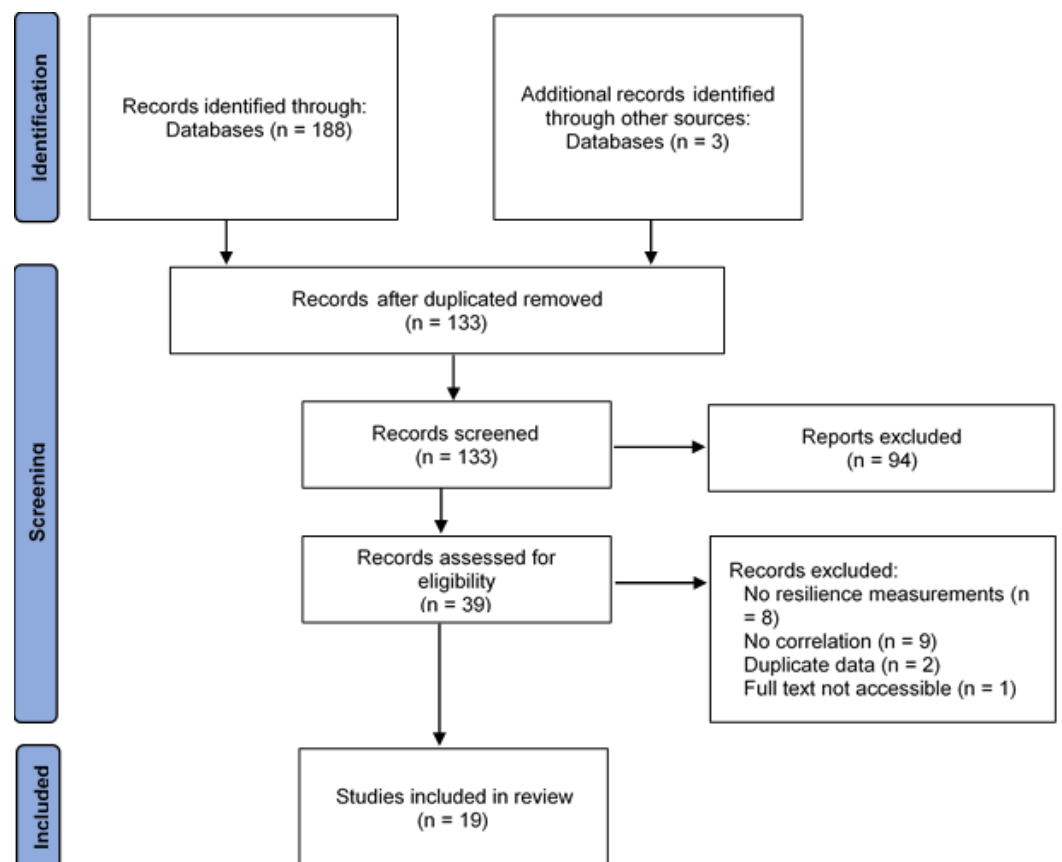 Identification
Records identified through:
Databases (n = 188)
Additional records identified
through other sources:
Databases (n = 3)
Screening
Records after duplicated removed
(n = 133)
Records screened
(n = 133)
Reports excluded
(n = 94)
Records assessed for
eligibility
(n = 39)
Records excluded:
No resilience measurements (n
= 8)
No correlation (n = 9)
Duplicate data (n = 2)
Full text not accessible (n = 1)
Included
Studies included in review
(n = 19)